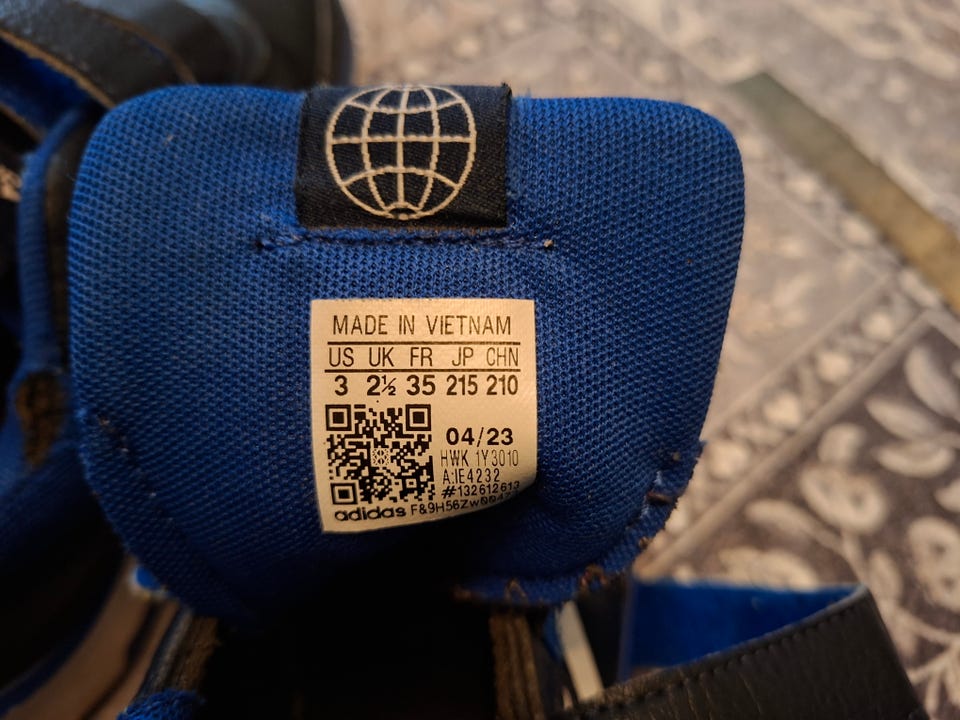 MADE IN VIETNAM
US UK FR JP CHN
3 2½ 35 215 210
04/23
HWK 1Y3010
A:IE4232
#132612613
adidas